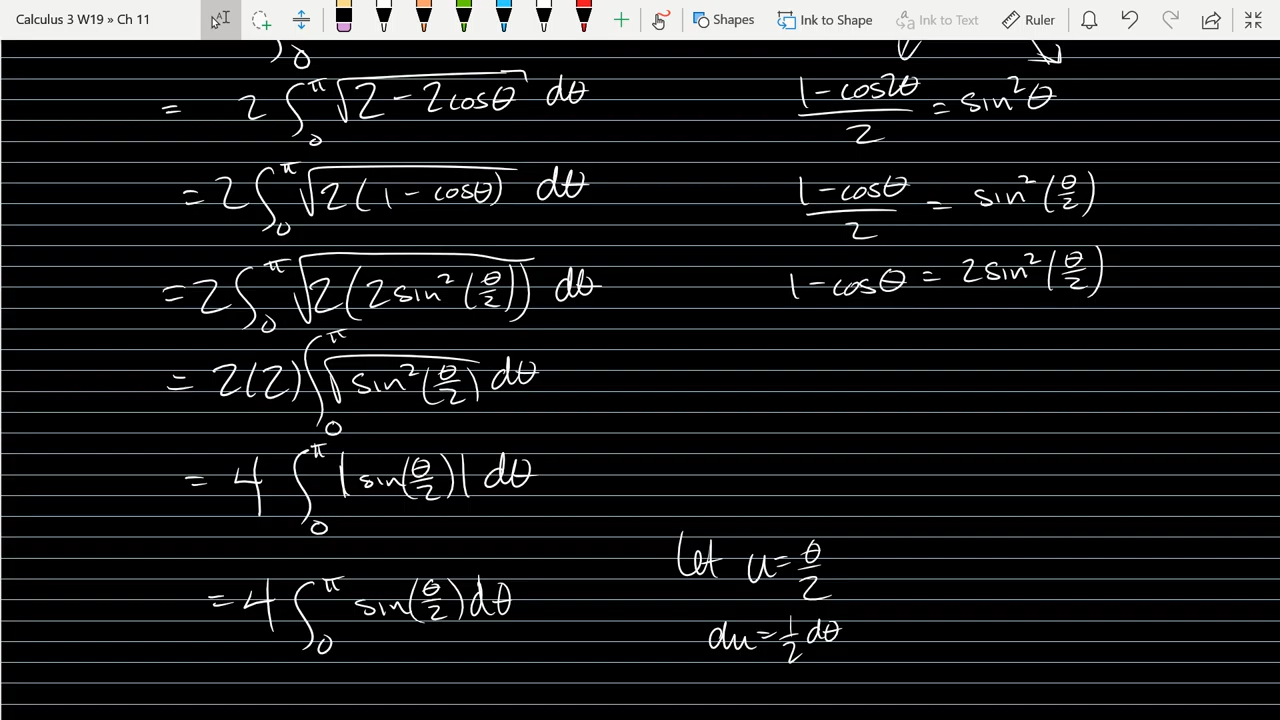 Calculus 3 W19 » Ch 11
Shapes
Ink to Shape
Ink to Text
Ruler
0
= 2 ∫₀^π √(2 - 2cosθ) dθ
= 2 ∫₀^π √(2(1 - cosθ)) dθ
= 2 ∫₀^π √(2(2sin²(θ/2))) dθ
= 2(2) ∫₀^π √(sin²(θ/2)) dθ
= 4 ∫₀^π |sin(θ/2)| dθ
= 4 ∫₀^π sin(θ/2) dθ
(1 - cos2θ)/2 = sin²θ
(1 - cosθ)/2 = sin²(θ/2)
1 - cosθ = 2sin²(θ/2)
let u = θ/2
du = 1/2 dθ